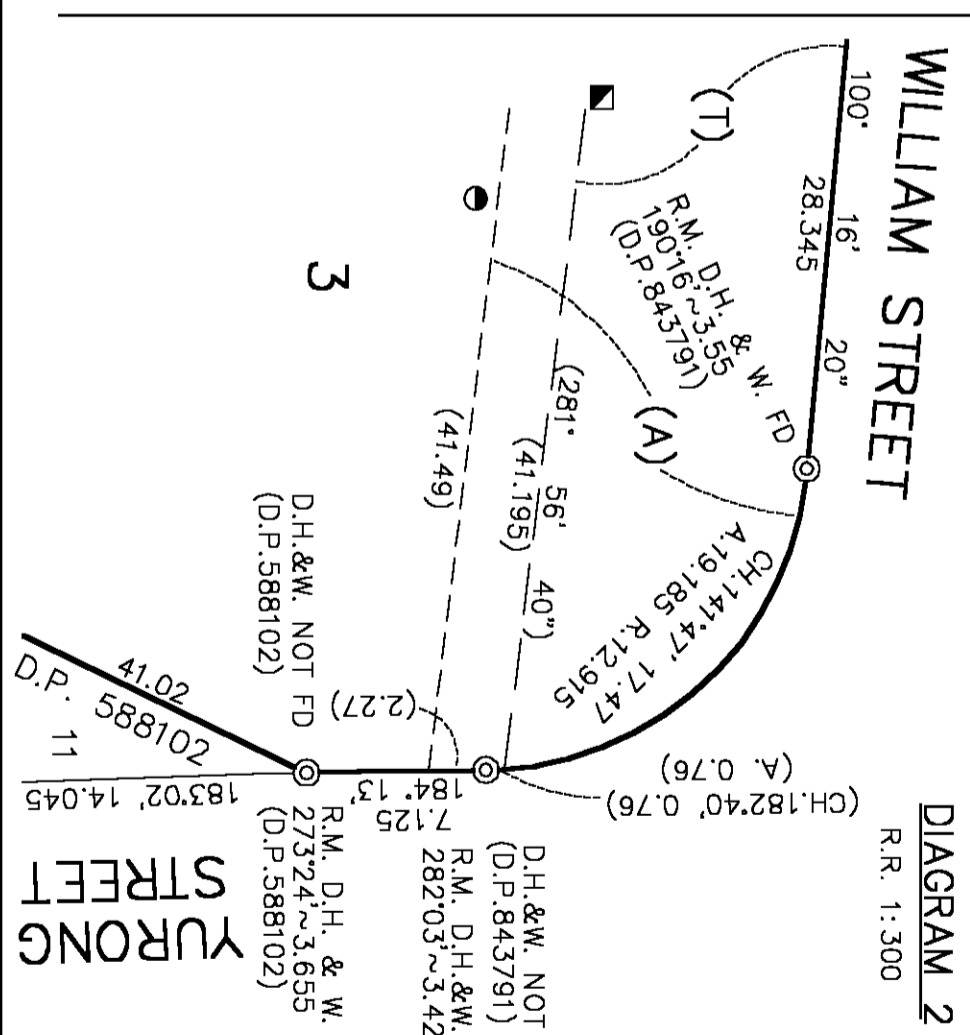 DIAGRAM 2
R.R. 1:300
WILLIAM STREET
100° 16' 20"
28.345
(T)
R.M. D.H. & W. FD
190°16'~3.55
(D.P.843791)
(A)
3
(281° 56' 40")
(41.195)
(41.49)
CH.141°47' 17.47
A.19.185 R.12.915
(CH.182°40' 0.76)
(A. 0.76)
D.H.&W. NOT
(D.P.843791)
R.M. D.H.&W.
282°03'~3.42
184° 13'
7.125
(2.27)
D.H.&W. NOT FD
(D.P.588102)
R.M. D.H. & W.
273°24'~3.655
(D.P.588102)
41.02
D.P. 588102
11
183°02' 14.045
YURONG
STREET